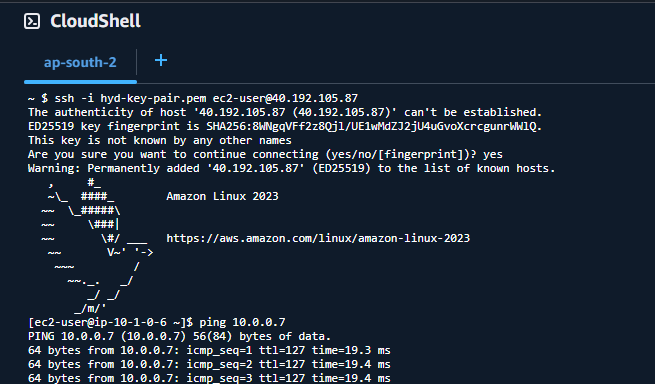 CloudShell
ap-south-2 +
~ $ ssh -i hyd-key-pair.pem ec2-user@40.192.105.87
The authenticity of host '40.192.105.87 (40.192.105.87)' can't be established.
ED25519 key fingerprint is SHA256:8WNgqVFf2z8Qjl/UE1wMdZJ2jU4uGvoXcrcgunrWWlQ.
This key is not known by any other names
Are you sure you want to continue connecting (yes/no/[fingerprint])? yes
Warning: Permanently added '40.192.105.87' (ED25519) to the list of known hosts.
   ,     #_
   ~\_  ####_        Amazon Linux 2023
  ~~  \_#####\
  ~~     \###|
  ~~       \#/ ___   https://aws.amazon.com/linux/amazon-linux-2023
   ~~       V~' '->
    ~~~         /
      ~~._.   _/
         _/ _/
       _/m/'
[ec2-user@ip-10-1-0-6 ~]$ ping 10.0.0.7
PING 10.0.0.7 (10.0.0.7) 56(84) bytes of data.
64 bytes from 10.0.0.7: icmp_seq=1 ttl=127 time=19.3 ms
64 bytes from 10.0.0.7: icmp_seq=2 ttl=127 time=19.4 ms
64 bytes from 10.0.0.7: icmp_seq=3 ttl=127 time=19.4 ms